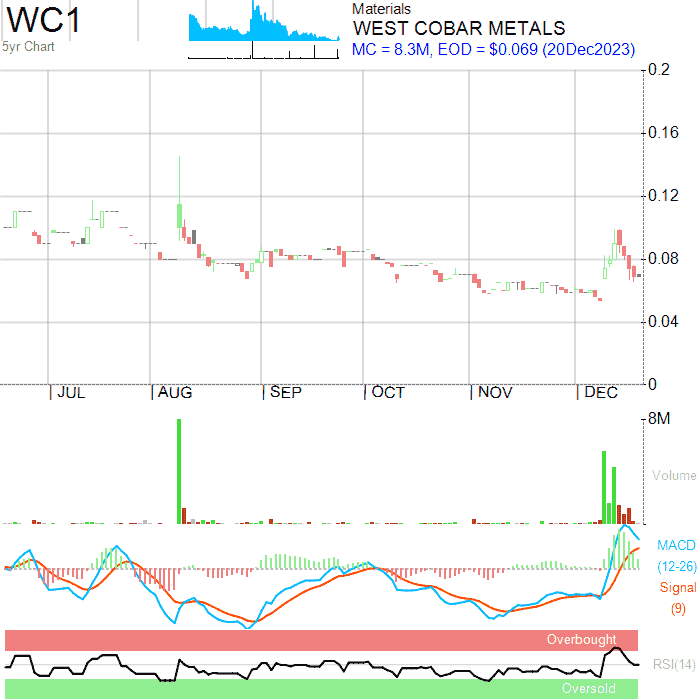 WC1
5yr Chart
Materials
WEST COBAR METALS
MC = 8.3M, EOD = $0.069 (20Dec2023)
0.2
0.16
0.12
0.08
0.04
0
JUL AUG SEP OCT NOV DEC
8M
Volume
MACD
(12-26)
Signal
(9)
Overbought
RSI(14)
Oversold